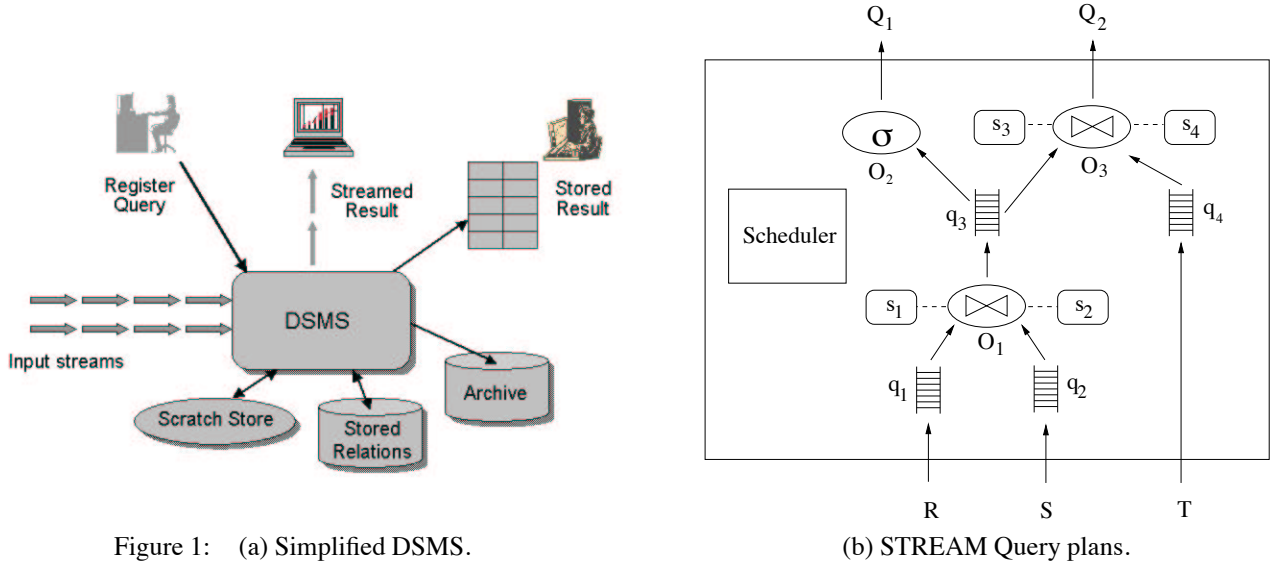 Register
Query
Streamed
Result
Stored
Result
DSMS
Input streams
Scratch Store
Stored
Relations
Archive
Q1
Q2
s3
s4
σ
O2
O3
q3
q4
Scheduler
s1
s2
O1
q1
q2
R
S
T
Figure 1: (a) Simplified DSMS.
(b) STREAM Query plans.